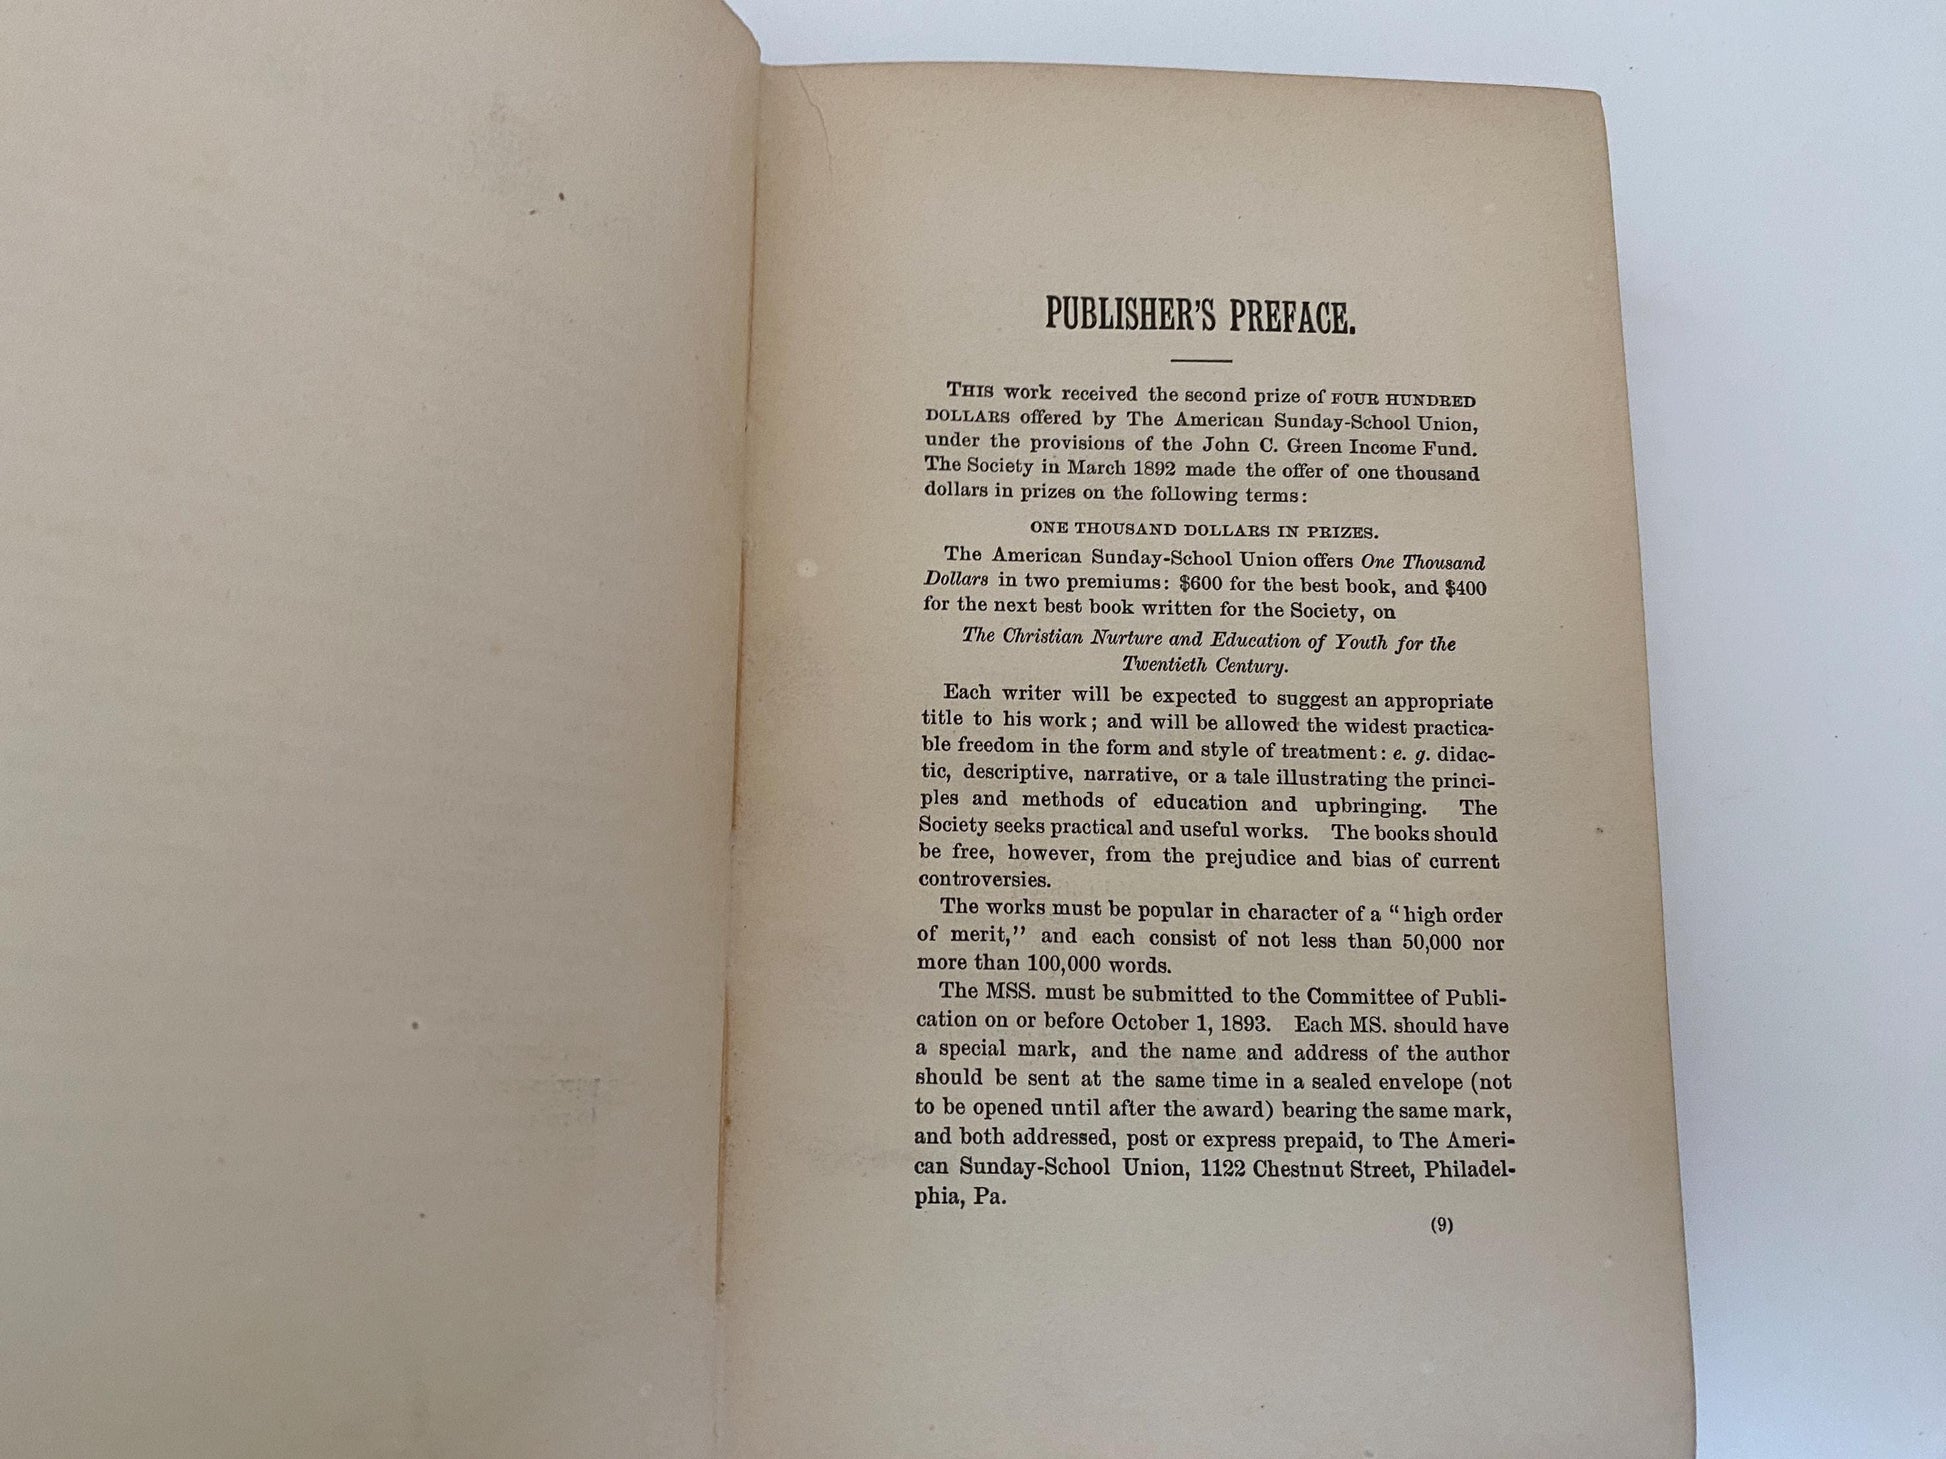 PUBLISHER'S PREFACE.
THIS work received the second prize of FOUR HUNDRED
DOLLARS offered by The American Sunday-School Union,
under the provisions of the John C. Green Income Fund.
The Society in March 1892 made the offer of one thousand
dollars in prizes on the following terms:
ONE THOUSAND DOLLARS IN PRIZES.
The American Sunday-School Union offers One Thousand
Dollars in two premiums: $600 for the best book, and $400
for the next best book written for the Society, on
The Christian Nurture and Education of Youth for the
Twentieth Century.
Each writer will be expected to suggest an appropriate
title to his work; and will be allowed the widest practica-
ble freedom in the form and style of treatment: e. g. didac-
tic, descriptive, narrative, or a tale illustrating the princi-
ples and methods of education and upbringing. The
Society seeks practical and useful works. The books should
be free, however, from the prejudice and bias of current
controversies.
The works must be popular in character of a "high order
of merit," and each consist of not less than 50,000 nor
more than 100,000 words.
The MSS. must be submitted to the Committee of Publi-
cation on or before October 1, 1893. Each MS. should have
a special mark, and the name and address of the author
should be sent at the same time in a sealed envelope (not
to be opened until after the award) bearing the same mark,
and both addressed, post or express prepaid, to The Ameri-
can Sunday-School Union, 1122 Chestnut Street, Philadel-
phia, Pa.
(9)